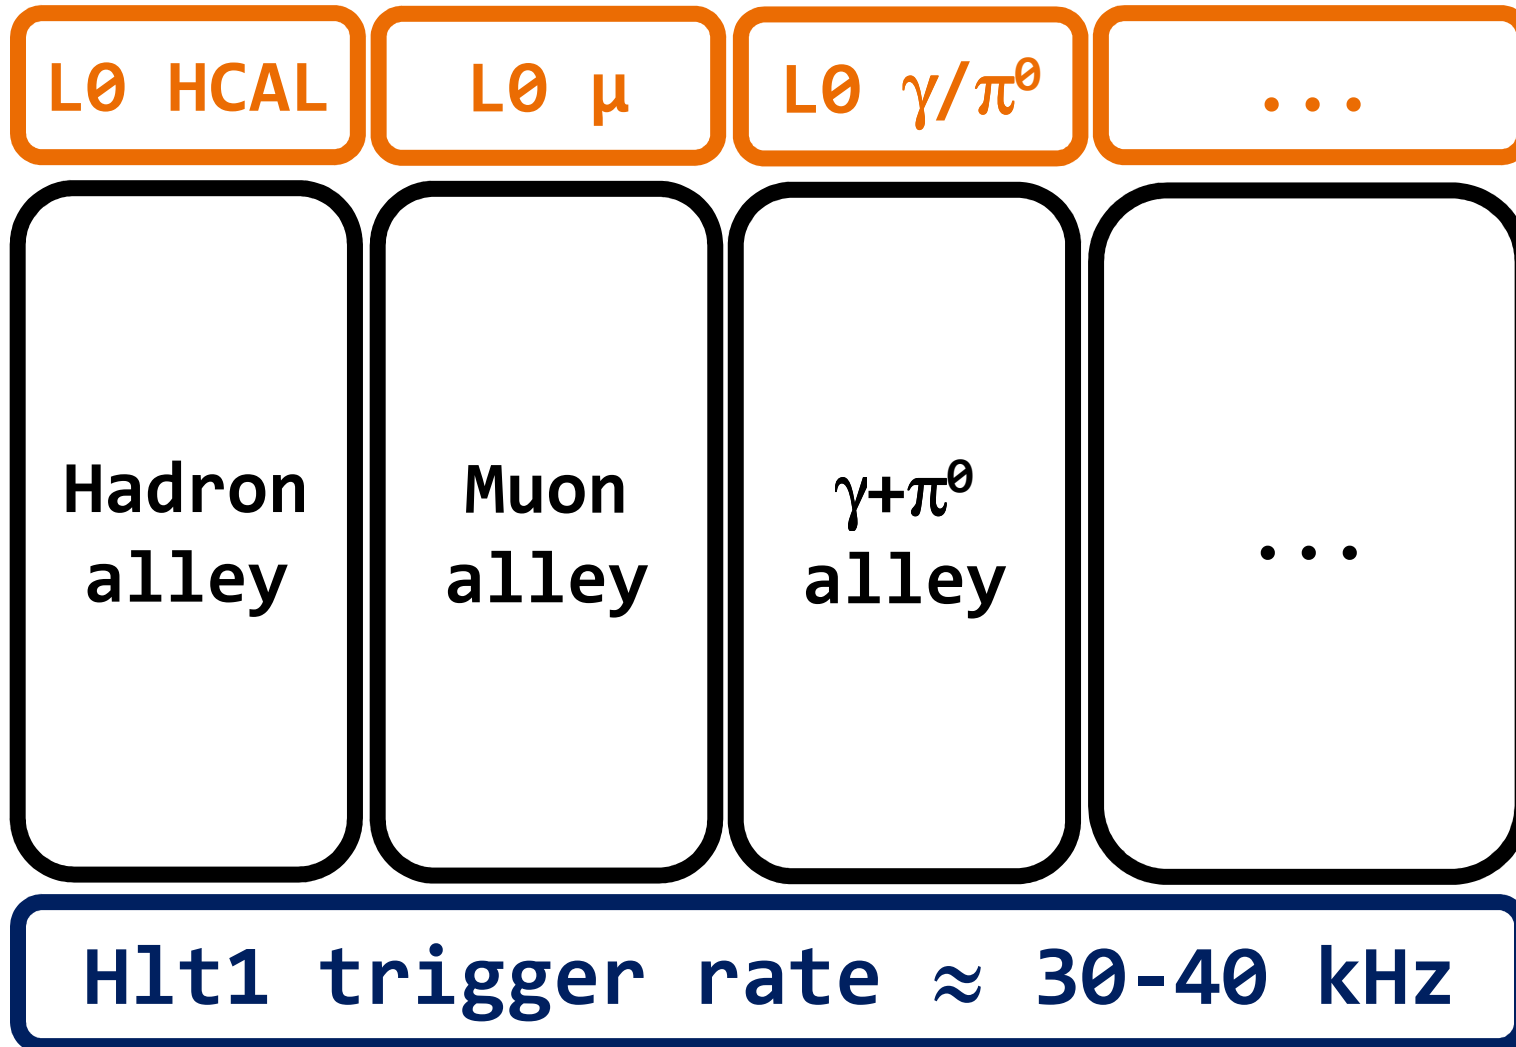 L0 HCAL
L0 μ
L0 γ/π⁰
...
Hadron
alley
Muon
alley
γ+π⁰
alley
...
Hlt1 trigger rate ≈ 30-40 kHz